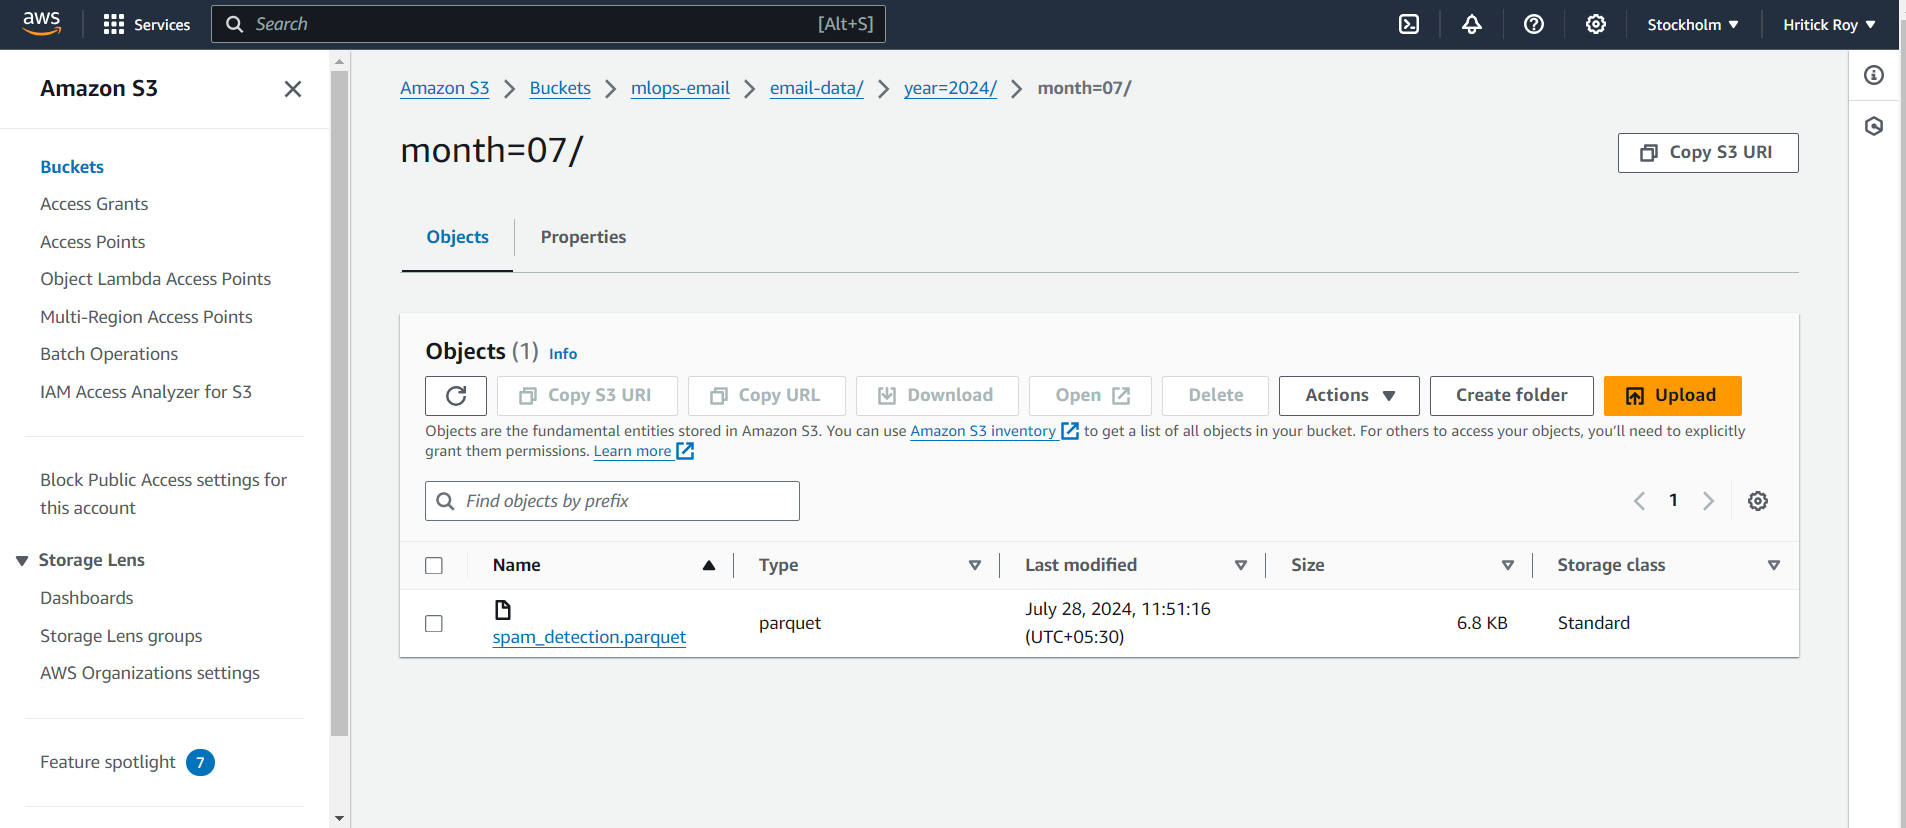 aws
Services
Search [Alt+S]
Stockholm
Hritick Roy
Amazon S3
Buckets
Access Grants
Access Points
Object Lambda Access Points
Multi-Region Access Points
Batch Operations
IAM Access Analyzer for S3
Block Public Access settings for
this account
Storage Lens
Dashboards
Storage Lens groups
AWS Organizations settings
Feature spotlight 7
Amazon S3 Buckets mlops-email email-data/ year=2024/ month=07/
month=07/
Copy S3 URI
Objects Properties
Objects (1) Info
Copy S3 URI Copy URL Download Open Delete Actions Create folder Upload
Objects are the fundamental entities stored in Amazon S3. You can use Amazon S3 inventory to get a list of all objects in your bucket. For others to access your objects, you'll need to explicitly
grant them permissions. Learn more
Find objects by prefix
1
Name Type Last modified Size Storage class
spam_detection.parquet
parquet
July 28, 2024, 11:51:16
(UTC+05:30)
6.8 KB
Standard